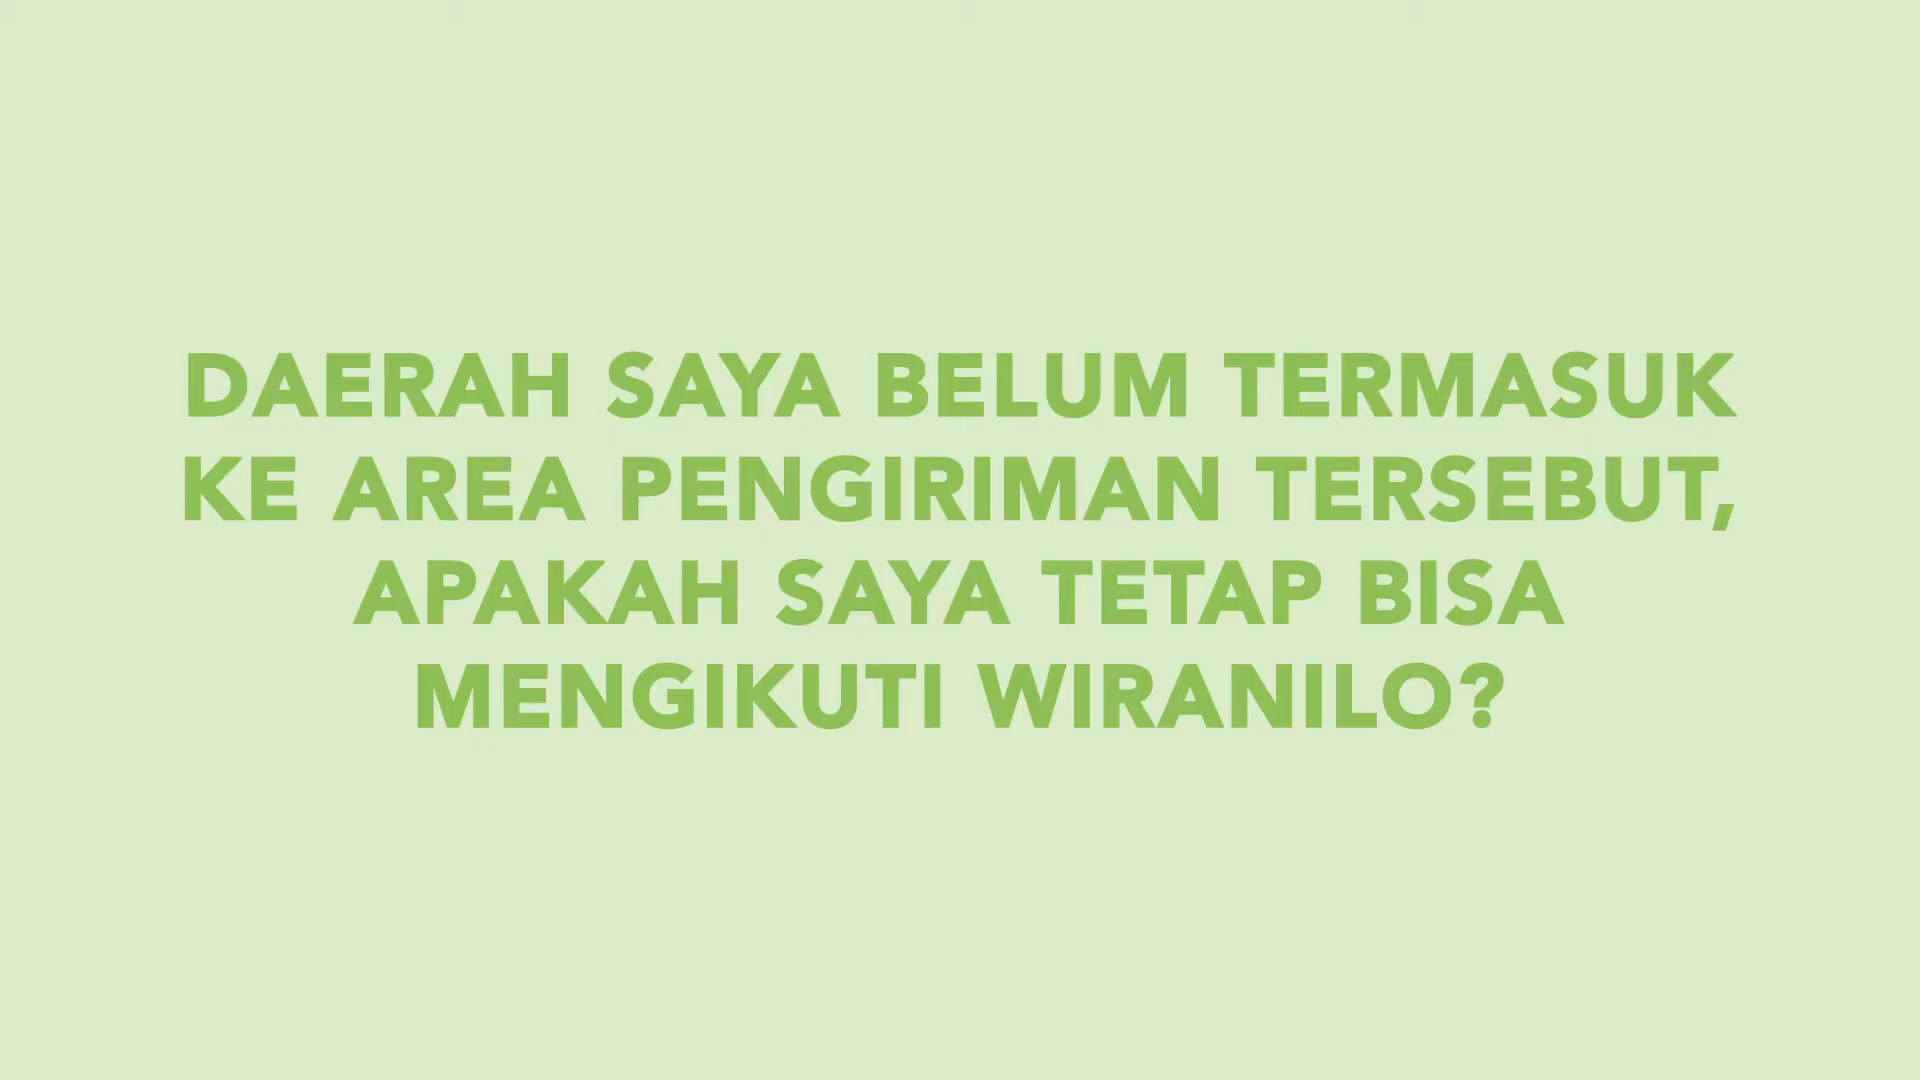 DAERAH SAYA BELUM TERMASUK
KE AREA PENGIRIMAN TERSEBUT,
APAKAH SAYA TETAP BISA
MENGIKUTI WIRANILO?